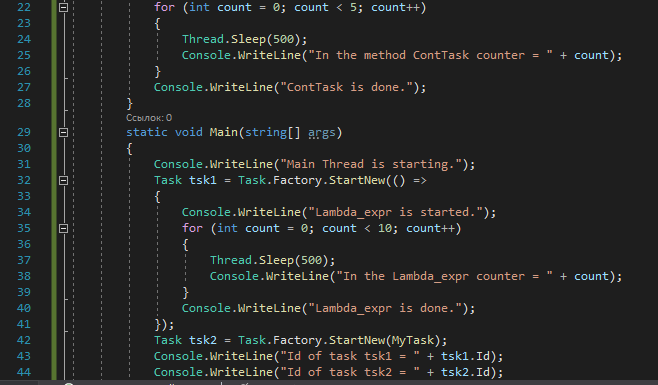 22 for (int count = 0; count < 5; count++)
23 {
24 Thread.Sleep(500);
25 Console.WriteLine("In the method ContTask counter = " + count);
26 }
27 Console.WriteLine("ContTask is done.");
28 }
Ссылок: 0
29 static void Main(string[] args)
30 {
31 Console.WriteLine("Main Thread is starting.");
32 Task tsk1 = Task.Factory.StartNew(() =>
33 {
34 Console.WriteLine("Lambda_expr is started.");
35 for (int count = 0; count < 10; count++)
36 {
37 Thread.Sleep(500);
38 Console.WriteLine("In the Lambda_expr counter = " + count);
39 }
40 Console.WriteLine("Lambda_expr is done.");
41 });
42 Task tsk2 = Task.Factory.StartNew(MyTask);
43 Console.WriteLine("Id of task tsk1 = " + tsk1.Id);
44 Console.WriteLine("Id of task tsk2 = " + tsk2.Id);